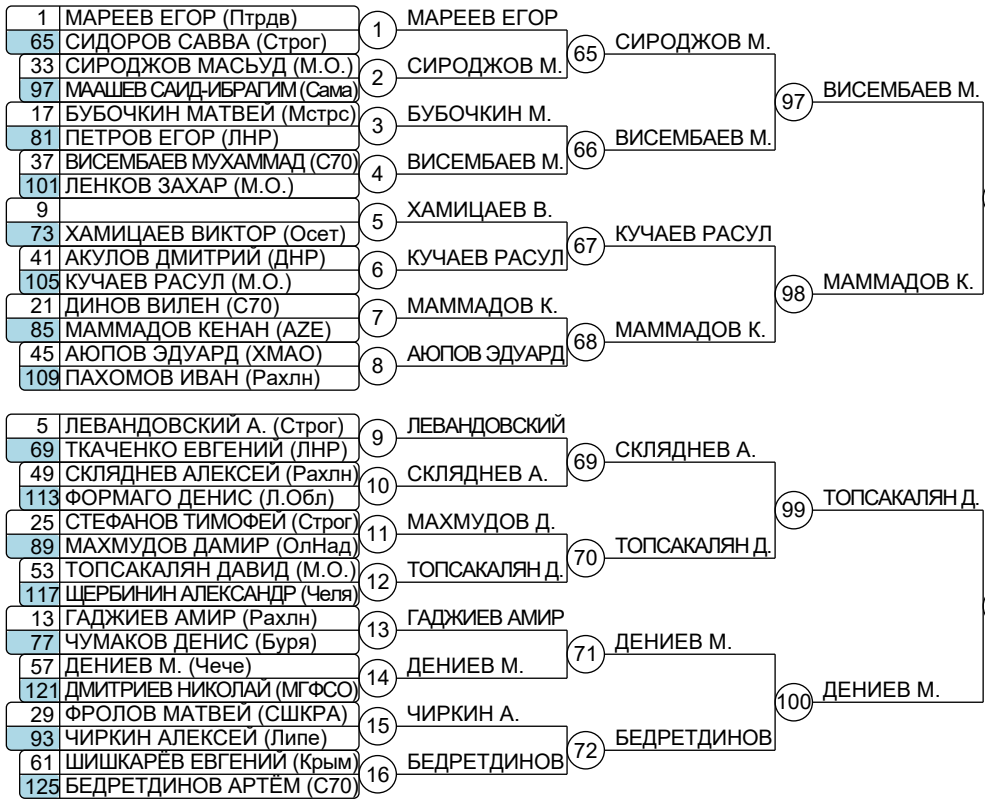 1 МАРЕЕВ ЕГОР (Птрдв)
65 СИДОРОВ САВВА (Строг)
33 СИРОДЖОВ МАСЬУД (М.О.)
97 МААШЕВ САИД-ИБРАГИМ (Сама)
17 БУБОЧКИН МАТВЕЙ (Мстрс)
81 ПЕТРОВ ЕГОР (ЛНР)
37 ВИСЕМБАЕВ МУХАММАД (С70)
101 ЛЕНКОВ ЗАХАР (М.О.)
9
73 ХАМИЦАЕВ ВИКТОР (Осет)
41 АКУЛОВ ДМИТРИЙ (ДНР)
105 КУЧАЕВ РАСУЛ (М.О.)
21 ДИНОВ ВИЛЕН (С70)
85 МАММАДОВ КЕНАН (AZE)
45 АЮПОВ ЭДУАРД (ХМАО)
109 ПАХОМОВ ИВАН (Рахлн)
1 МАРЕЕВ ЕГОР
2 СИРОДЖОВ М.
3 БУБОЧКИН М.
4 ВИСЕМБАЕВ М.
5 ХАМИЦАЕВ В.
6 КУЧАЕВ РАСУЛ
7 МАММАДОВ К.
8 АЮПОВ ЭДУАРД
65 СИРОДЖОВ М.
66 ВИСЕМБАЕВ М.
67 КУЧАЕВ РАСУЛ
68 МАММАДОВ К.
97 ВИСЕМБАЕВ М.
98 МАММАДОВ К.
5 ЛЕВАНДОВСКИЙ А. (Строг)
69 ТКАЧЕНКО ЕВГЕНИЙ (ЛНР)
49 СКЛЯДНЕВ АЛЕКСЕЙ (Рахлн)
113 ФОРМАГО ДЕНИС (Л.Обл)
25 СТЕФАНОВ ТИМОФЕЙ (Строг)
89 МАХМУДОВ ДАМИР (ОлНад)
53 ТОПСАКАЛЯН ДАВИД (М.О.)
117 ЩЕРБИНИН АЛЕКСАНДР (Челя)
13 ГАДЖИЕВ АМИР (Рахлн)
77 ЧУМАКОВ ДЕНИС (Буря)
57 ДЕНИЕВ М. (Чече)
121 ДМИТРИЕВ НИКОЛАЙ (МГФСО)
29 ФРОЛОВ МАТВЕЙ (СШКРА)
93 ЧИРКИН АЛЕКСЕЙ (Липе)
61 ШИШКАРЁВ ЕВГЕНИЙ (Крым)
125 БЕДРЕТДИНОВ АРТЁМ (С70)
9 ЛЕВАНДОВСКИЙ
10 СКЛЯДНЕВ А.
11 МАХМУДОВ Д.
12 ТОПСАКАЛЯН Д.
13 ГАДЖИЕВ АМИР
14 ДЕНИЕВ М.
15 ЧИРКИН А.
16 БЕДРЕТДИНОВ
69 СКЛЯДНЕВ А.
70 ТОПСАКАЛЯН Д.
71 ДЕНИЕВ М.
72 БЕДРЕТДИНОВ
99 ТОПСАКАЛЯН Д.
100 ДЕНИЕВ М.